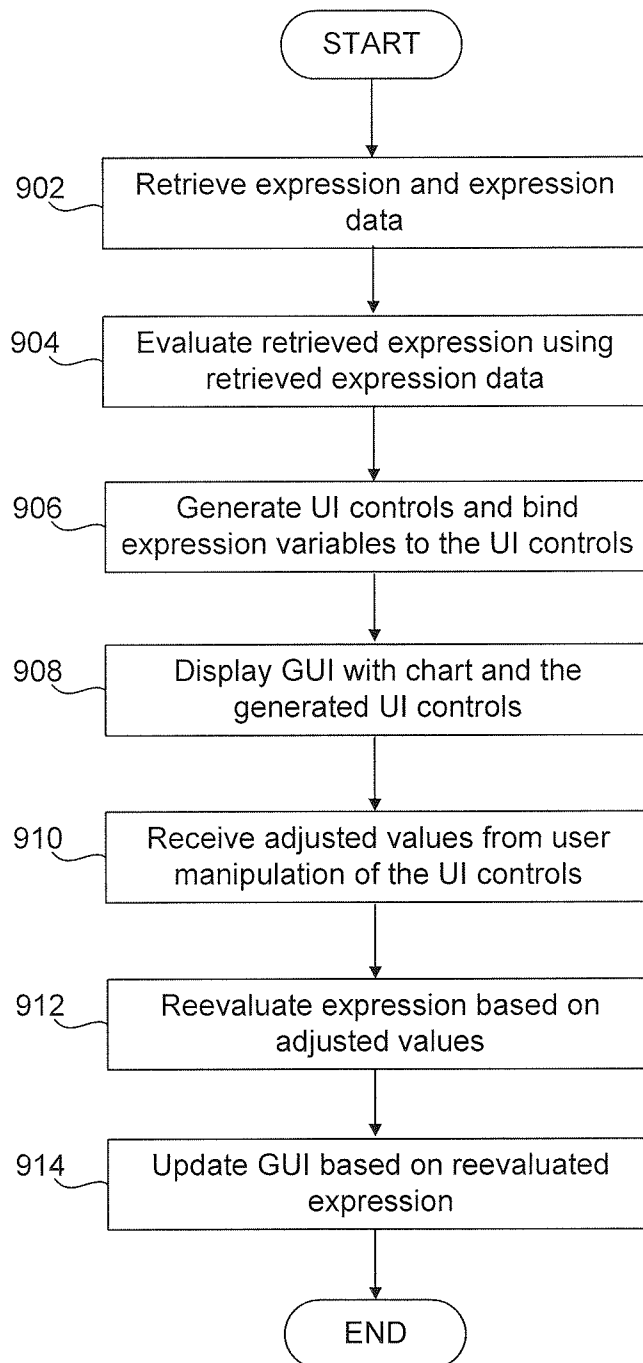 START
902
Retrieve expression and expression
data
904
Evaluate retrieved expression using
retrieved expression data
906
Generate UI controls and bind
expression variables to the UI controls
908
Display GUI with chart and the
generated UI controls
910
Receive adjusted values from user
manipulation of the UI controls
912
Reevaluate expression based on
adjusted values
914
Update GUI based on reevaluated
expression
END